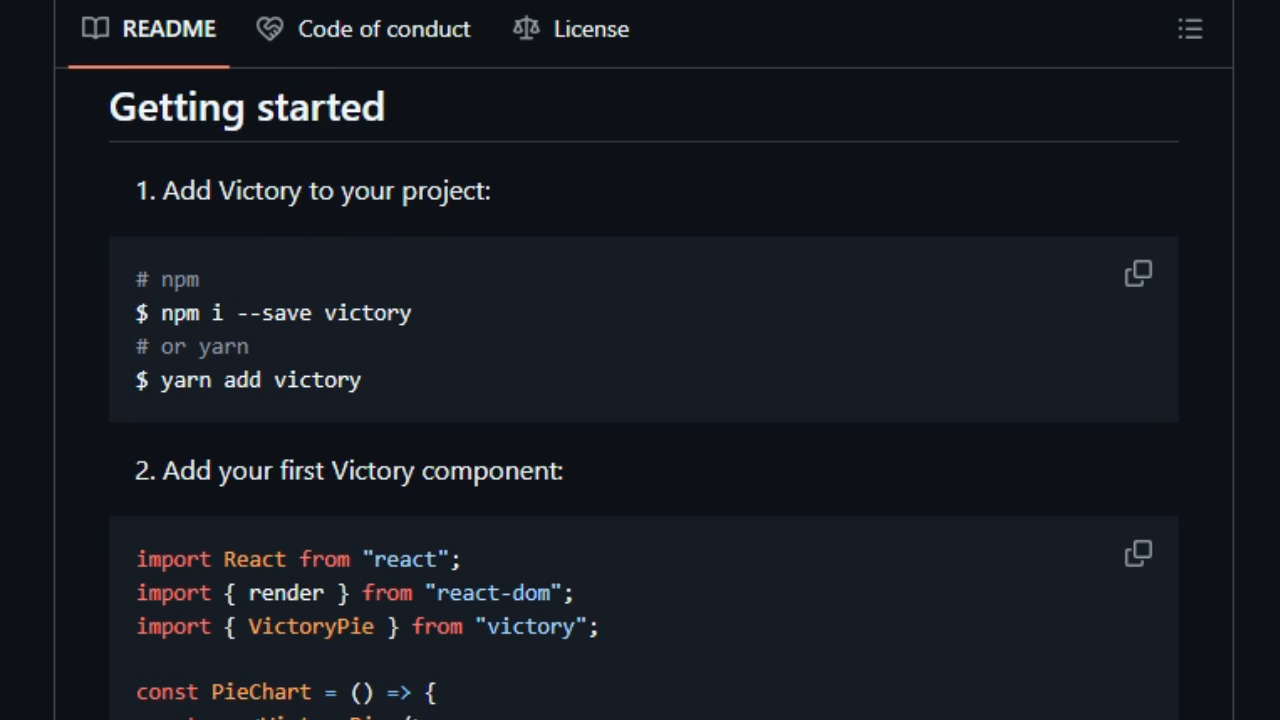 README Code of conduct License
Getting started
1. Add Victory to your project:
# npm
$ npm i --save victory
# or yarn
$ yarn add victory
2. Add your first Victory component:
import React from "react";
import { render } from "react-dom";
import { VictoryPie } from "victory";
const PieChart = () => {